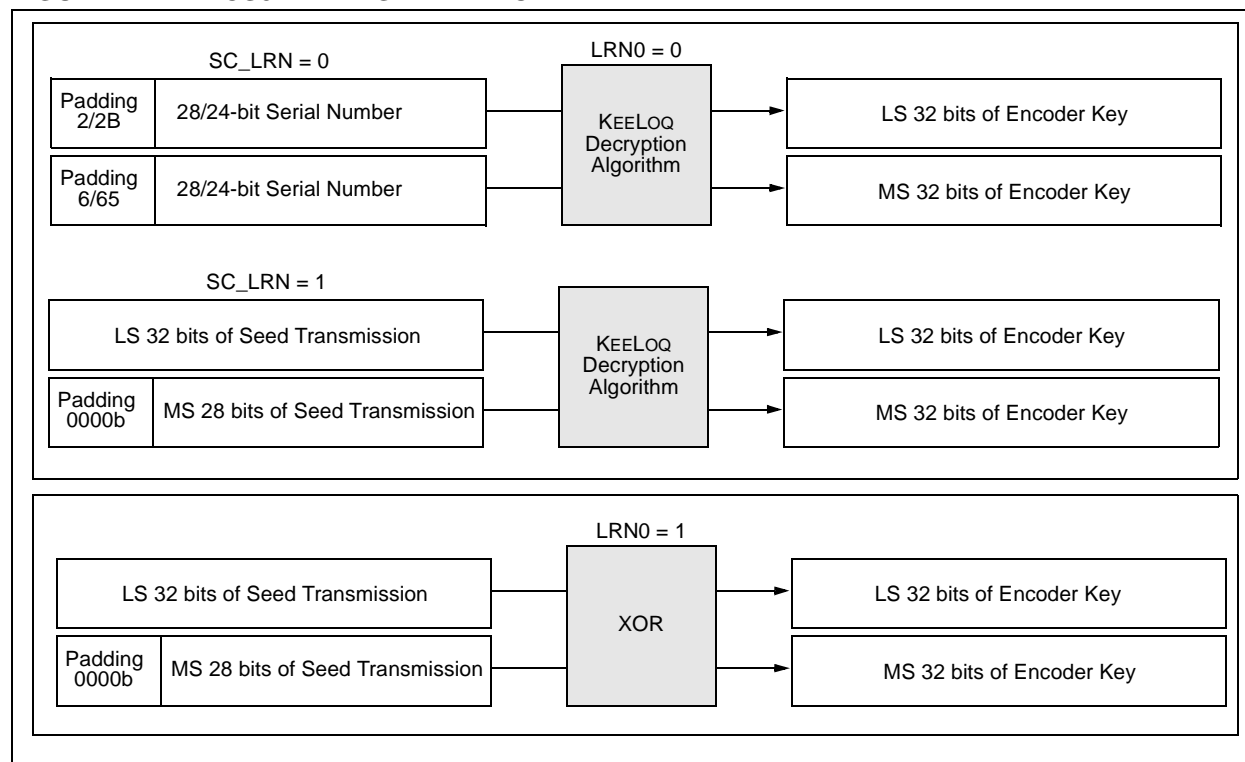 SC_LRN = 0
LRN0 = 0
Padding
2/2B
28/24-bit Serial Number
KEELOQ
Decryption
Algorithm
LS 32 bits of Encoder Key
Padding
6/65
28/24-bit Serial Number
MS 32 bits of Encoder Key
SC_LRN = 1
LS 32 bits of Seed Transmission
KEELOQ
Decryption
Algorithm
LS 32 bits of Encoder Key
Padding
0000b
MS 28 bits of Seed Transmission
MS 32 bits of Encoder Key
LRN0 = 1
LS 32 bits of Seed Transmission
XOR
LS 32 bits of Encoder Key
Padding
0000b
MS 28 bits of Seed Transmission
MS 32 bits of Encoder Key